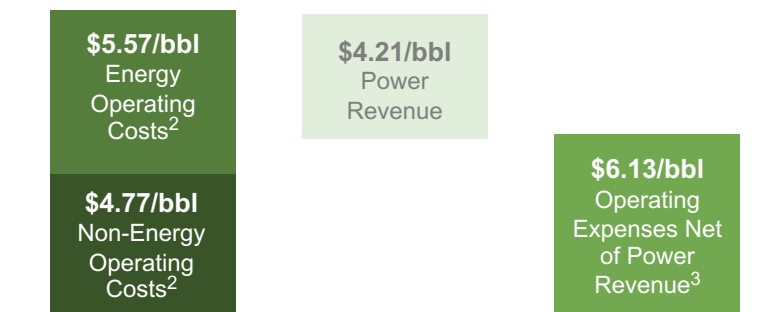 $5.57/bbl
Energy
Operating
Costs2
$4.77/bbl
Non-Energy
Operating
Costs2
$4.21/bbl
Power
Revenue
$6.13/bbl
Operating
Expenses Net
of Power
Revenue3